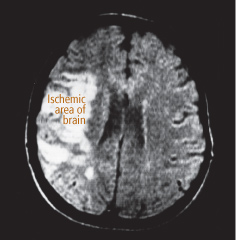 Ischemic
area of
brain